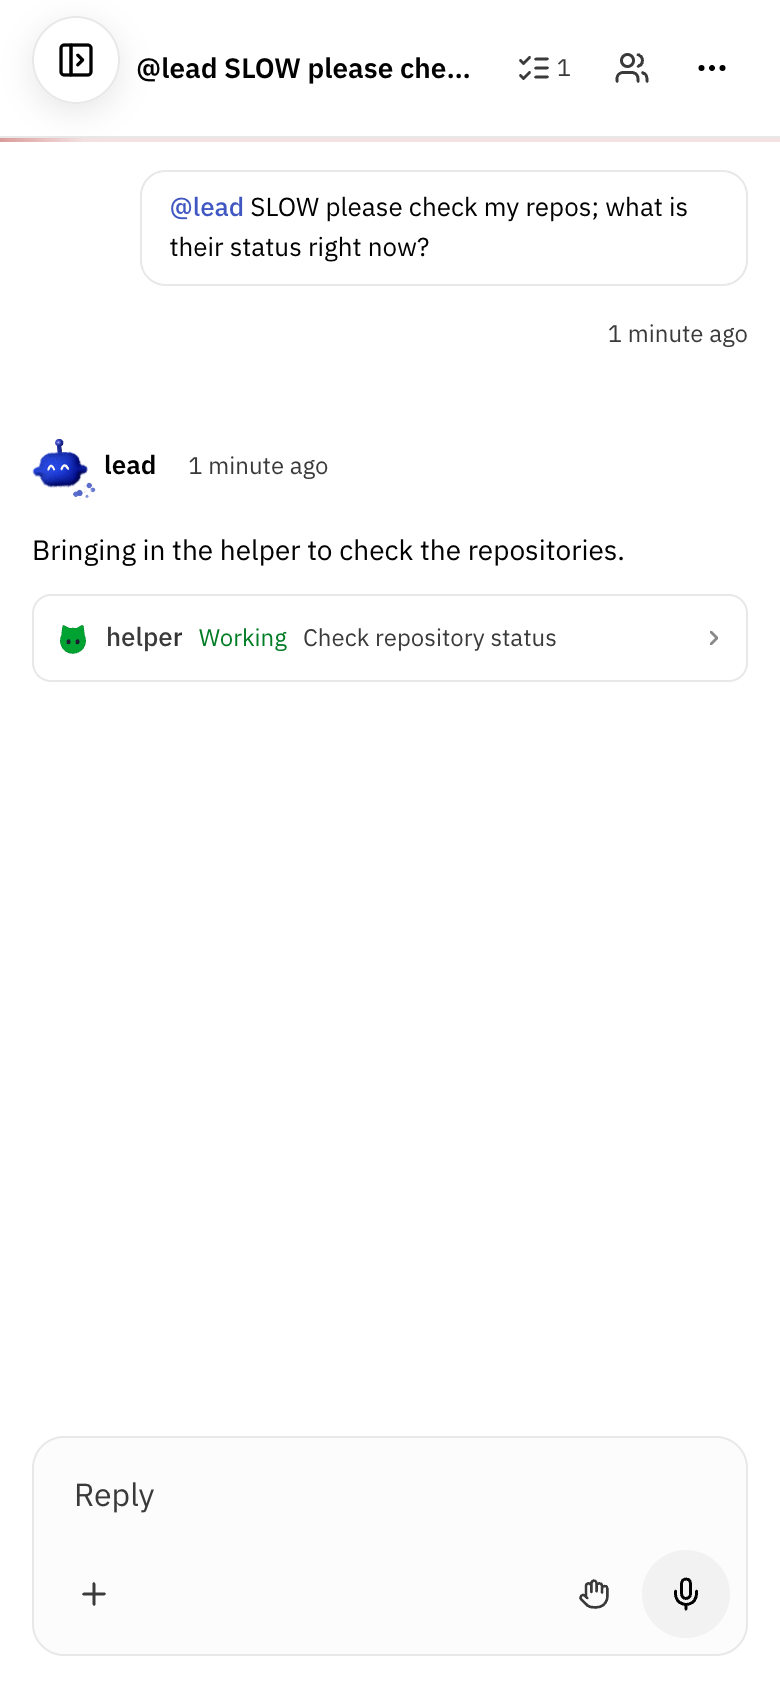 @lead SLOW please che...
1
@lead SLOW please check my repos; what is
their status right now?
1 minute ago
lead 1 minute ago
Bringing in the helper to check the repositories.
helper Working Check repository status
Reply